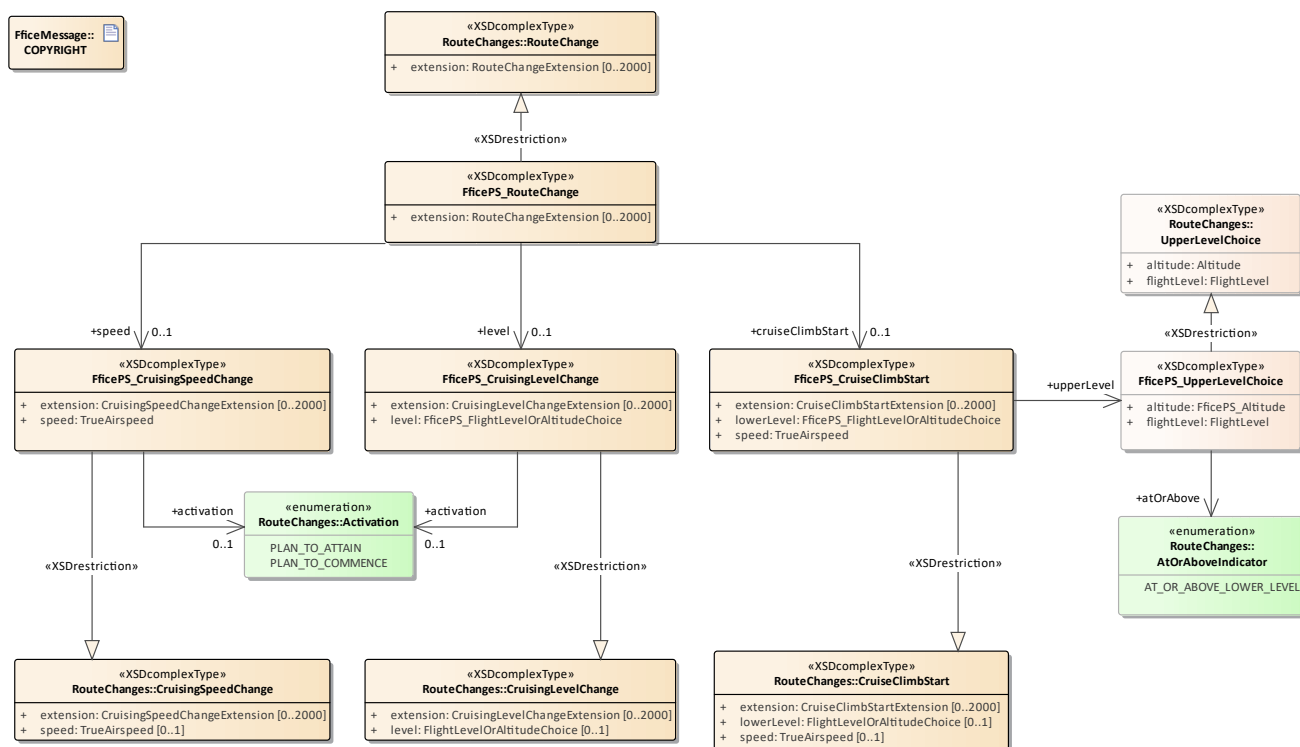 FficeMessage::
COPYRIGHT
«XSDcomplexType»
RouteChanges::RouteChange
+ extension: RouteChangeExtension [0..2000]
«XSDrestriction»
«XSDcomplexType»
FficePS_RouteChange
+ extension: RouteChangeExtension [0..2000]
«XSDcomplexType»
RouteChanges::
UpperLevelChoice
+ altitude: Altitude
+ flightLevel: FlightLevel
«XSDrestriction»
+speed 0..1
+level 0..1
+cruiseClimbStart 0..1
«XSDcomplexType»
FficePS_CruisingSpeedChange
+ extension: CruisingSpeedChangeExtension [0..2000]
+ speed: TrueAirspeed
«XSDcomplexType»
FficePS_CruisingLevelChange
+ extension: CruisingLevelChangeExtension [0..2000]
+ level: FficePS_FlightLevelOrAltitudeChoice
«XSDcomplexType»
FficePS_CruiseClimbStart
+ extension: CruiseClimbStartExtension [0..2000]
+ lowerLevel: FficePS_FlightLevelOrAltitudeChoice
+ speed: TrueAirspeed
+upperLevel
«XSDcomplexType»
FficePS_UpperLevelChoice
+ altitude: FficePS_Altitude
+ flightLevel: FlightLevel
+activation
0..1
«enumeration»
RouteChanges::Activation
PLAN_TO_ATTAIN
PLAN_TO_COMMENCE
+activation
0..1
+atOrAbove
«enumeration»
RouteChanges::
AtOrAboveIndicator
AT_OR_ABOVE_LOWER_LEVEL
«XSDrestriction»
«XSDrestriction»
«XSDrestriction»
«XSDcomplexType»
RouteChanges::CruisingSpeedChange
+ extension: CruisingSpeedChangeExtension [0..2000]
+ speed: TrueAirspeed [0..1]
«XSDcomplexType»
RouteChanges::CruisingLevelChange
+ extension: CruisingLevelChangeExtension [0..2000]
+ level: FlightLevelOrAltitudeChoice [0..1]
«XSDcomplexType»
RouteChanges::CruiseClimbStart
+ extension: CruiseClimbStartExtension [0..2000]
+ lowerLevel: FlightLevelOrAltitudeChoice [0..1]
+ speed: TrueAirspeed [0..1]